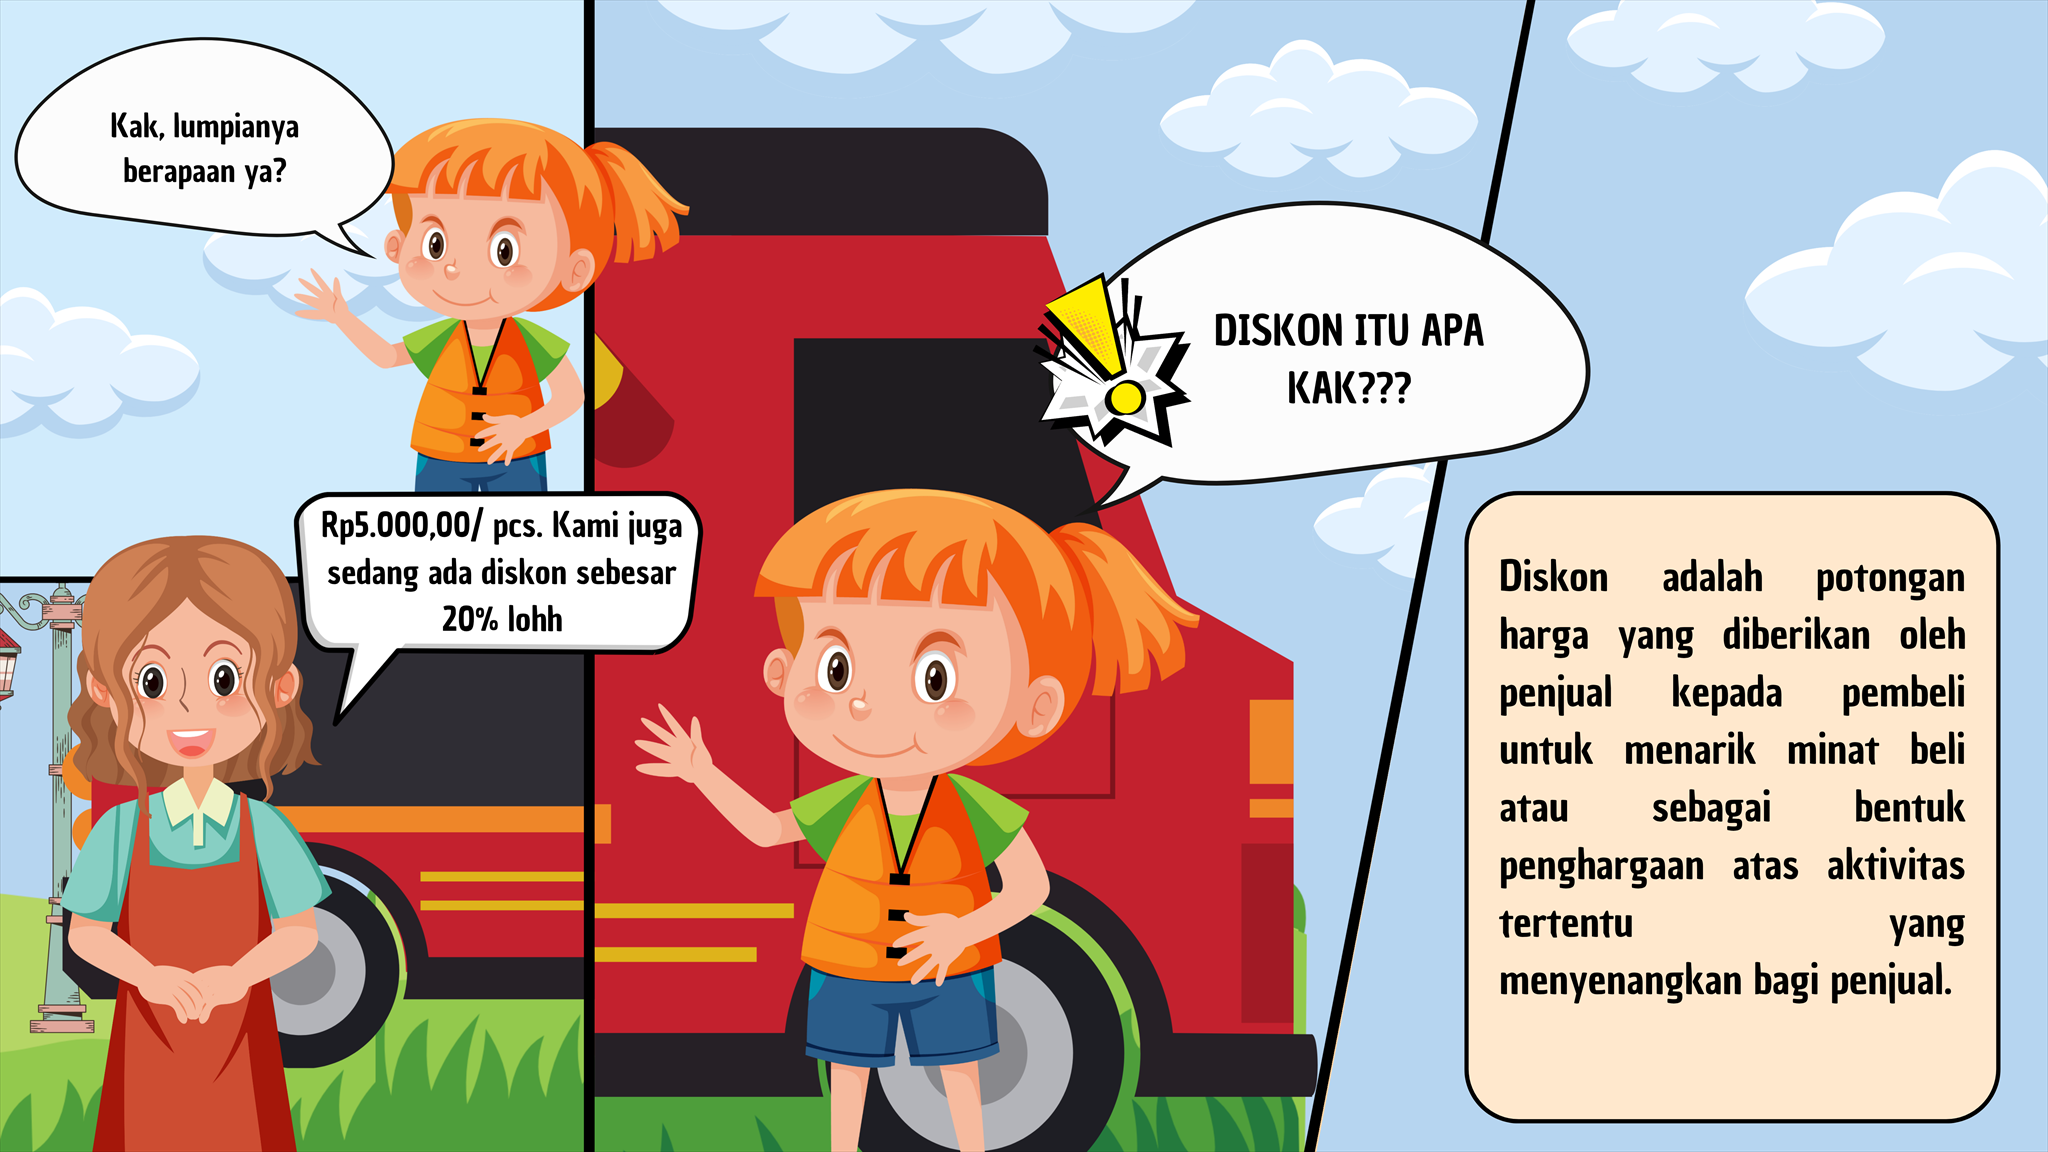 Kak, lumpianya
berapaan ya?
Rp5.000,00/ pcs. Kami juga
sedang ada diskon sebesar
20% lohh
DISKON ITU APA
KAK???
Diskon adalah potongan
harga yang diberikan oleh
penjual kepada pembeli
untuk menarik minat beli
atau sebagai bentuk
penghargaan atas aktivitas
tertentu yang
menyenangkan bagi penjual.